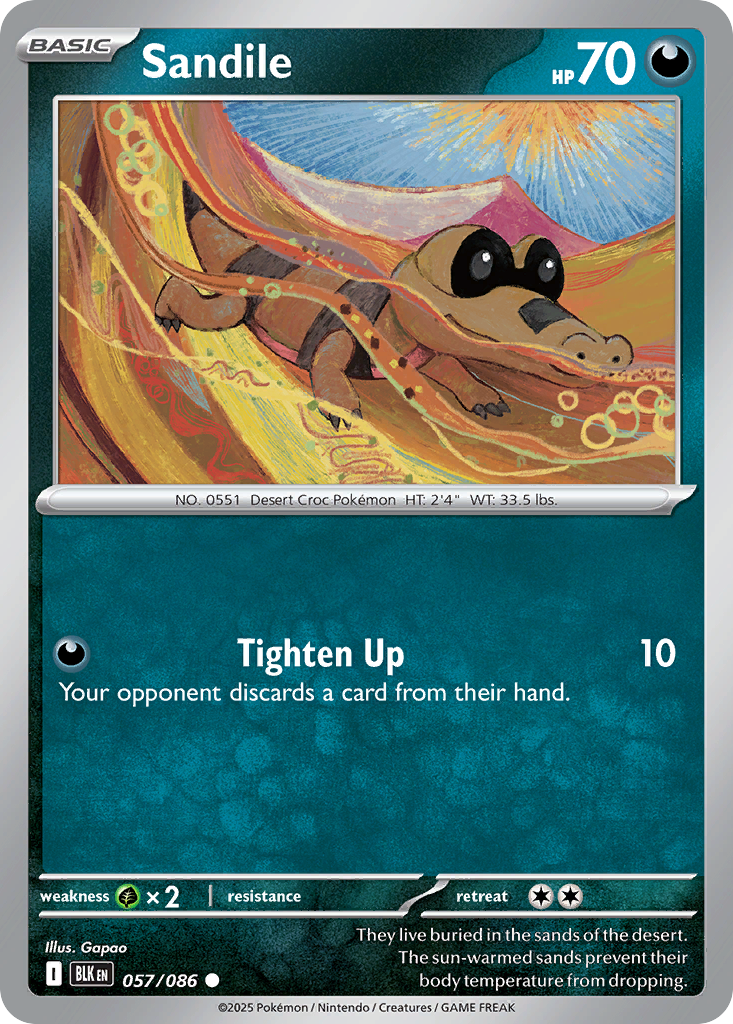 BASIC
Sandile
HP 70
NO. 0551 Desert Croc Pokémon HT: 2'4" WT: 33.5 lbs.
Tighten Up 10
Your opponent discards a card from their hand.
weakness ×2 resistance retreat
Illus. Gapao
They live buried in the sands of the desert.
The sun-warmed sands prevent their
body temperature from dropping.
I BLK EN 057/086
©2025 Pokémon / Nintendo / Creatures / GAME FREAK